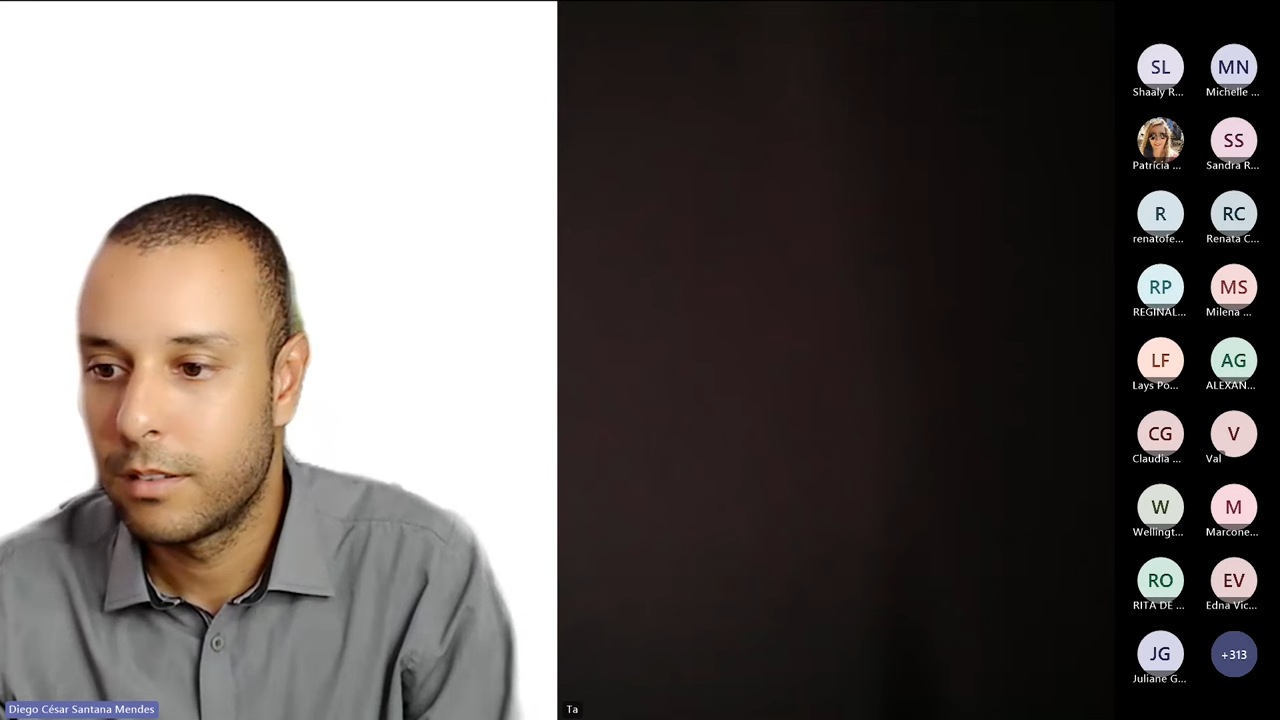 SL
MN
Shaaly R...
Michelle ...
SS
Patrícia ...
Sandra R...
R
RC
renatofe...
Renata C...
RP
MS
REGINAL...
Milena ...
LF
AG
Lays Po...
ALEXAN...
CG
V
Claudia ...
Val
W
M
Wellingt...
Marcone...
RO
EV
RITA DE ...
Edna Vic...
JG
+313
Juliane G...
Diego César Santana Mendes
Ta